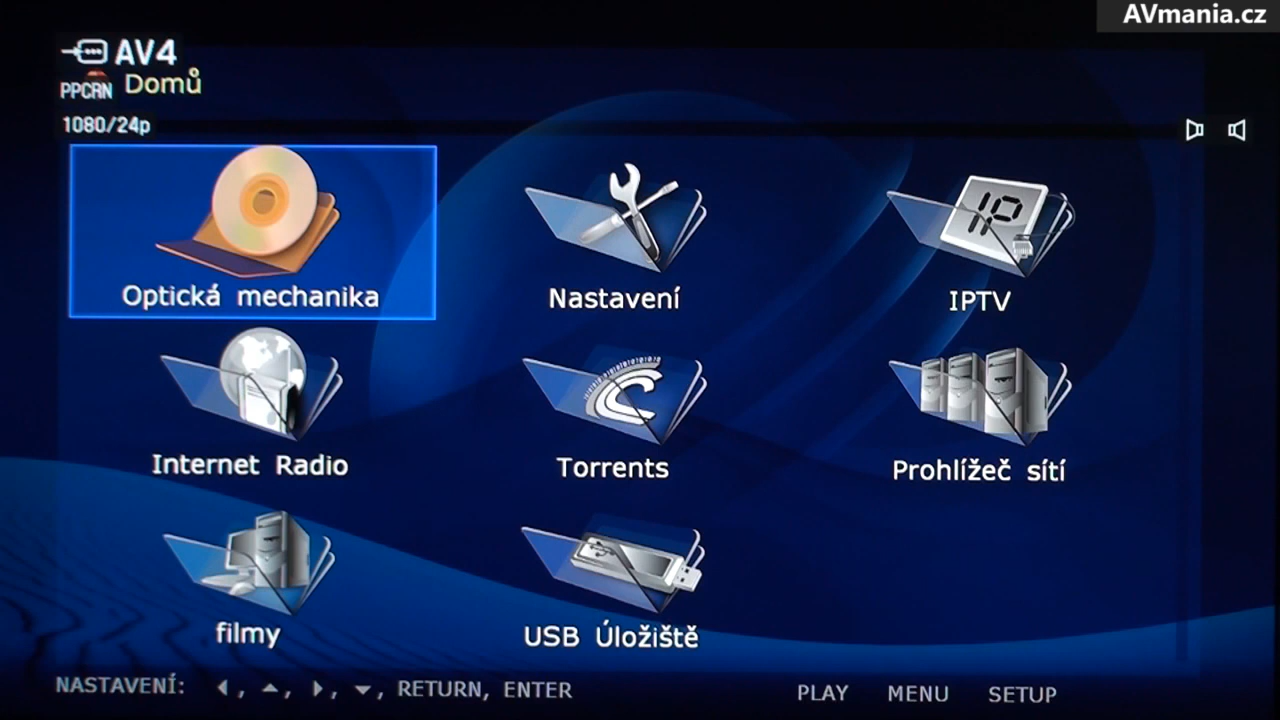 AVmania.cz
AV4
PPCRN Domů
1080/24p
Optická mechanika
Nastavení
IPTV
Internet Radio
Torrents
Prohlížeč sítí
filmy
USB Úložiště
NASTAVENÍ: ◀, ▲, ▶, ▼, RETURN, ENTER PLAY MENU SETUP